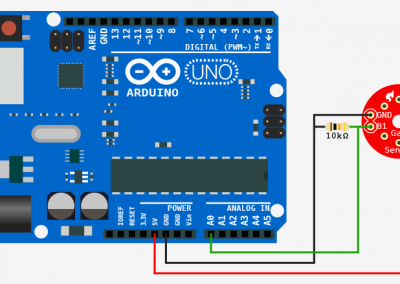 AREF
GND
13
12
~11
~10
~9
8
7
~6
~5
4
~3
2
TX→1
RX←0
DIGITAL (PWM~)
UNO
ARDUINO
GND
B1
10kΩ
Ga
Sen
POWER
ANALOG IN
IOREF
RESET
3.3V
5V
GND
GND
Vin
A0
A1
A2
A3
A4
A5